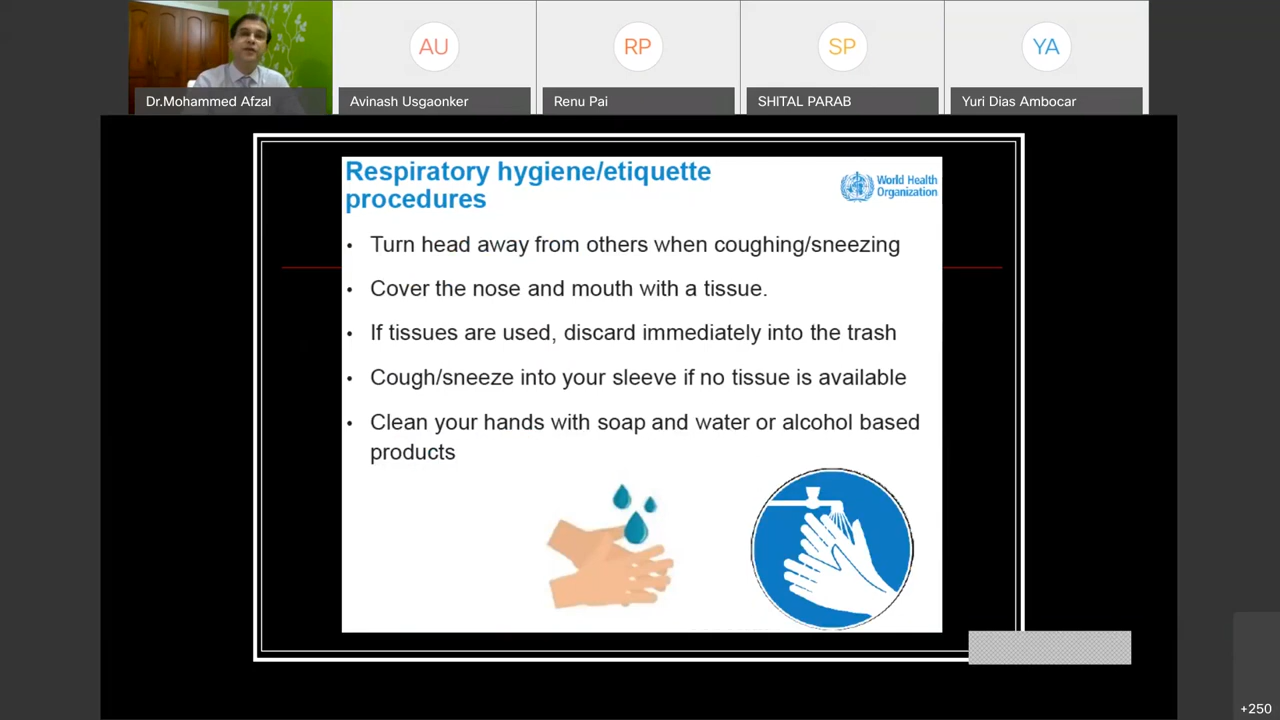 AU
RP
SP
YA
Dr.Mohammed Afzal
Avinash Usgaonker
Renu Pai
SHITAL PARAB
Yuri Dias Ambocar
Respiratory hygiene/etiquette
procedures
World Health
Organization
• Turn head away from others when coughing/sneezing
• Cover the nose and mouth with a tissue.
• If tissues are used, discard immediately into the trash
• Cough/sneeze into your sleeve if no tissue is available
• Clean your hands with soap and water or alcohol based
products
+250